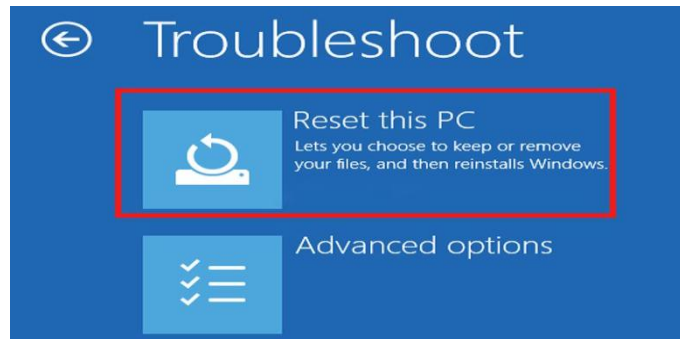 Troubleshoot
Reset this PC
Lets you choose to keep or remove
your files, and then reinstalls Windows.
Advanced options